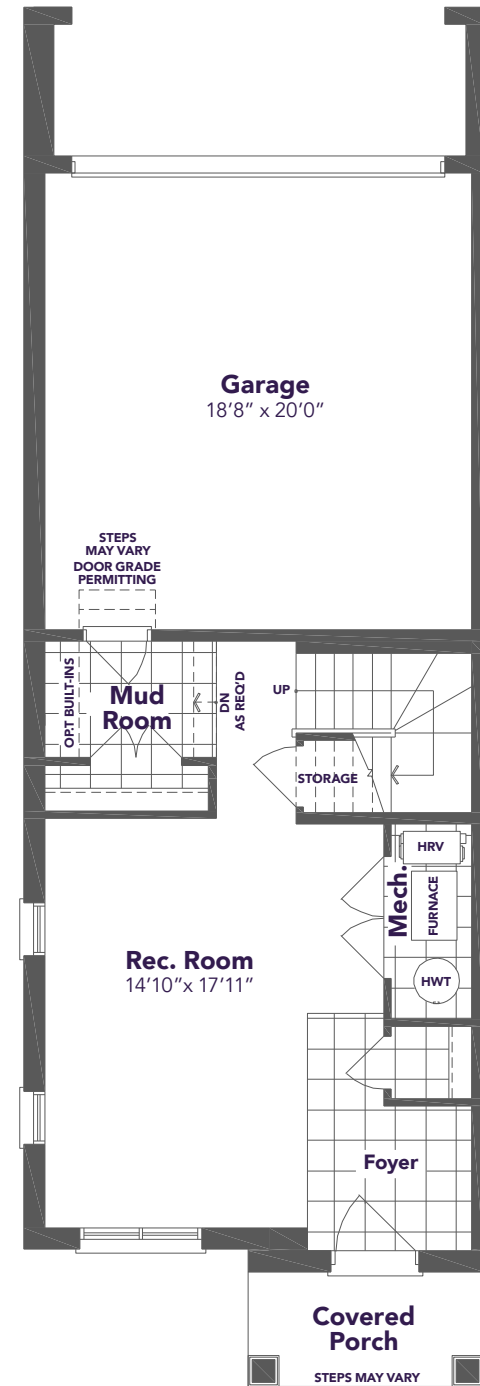 Garage
18'8" x 20'0"
STEPS
MAY VARY
DOOR GRADE
PERMITTING
OPT BUILT-INS
Mud
Room
DN
AS REQ'D
UP
STORAGE
HRV
Mech.
FURNACE
HWT
Rec. Room
14'10"x 17'11"
Foyer
Covered
Porch
STEPS MAY VARY